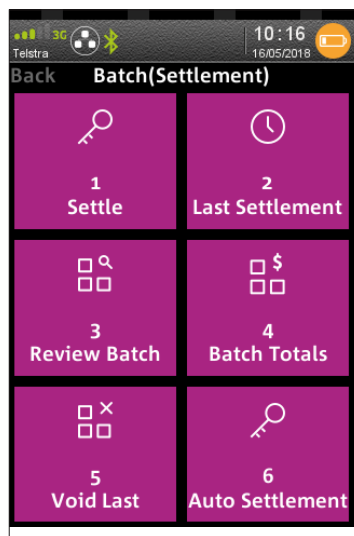 3G
10:16
Telstra
16/05/2018
Back Batch(Settlement)
1
Settle
2
Last Settlement
$
3
Review Batch
4
Batch Totals
5
Void Last
6
Auto Settlement